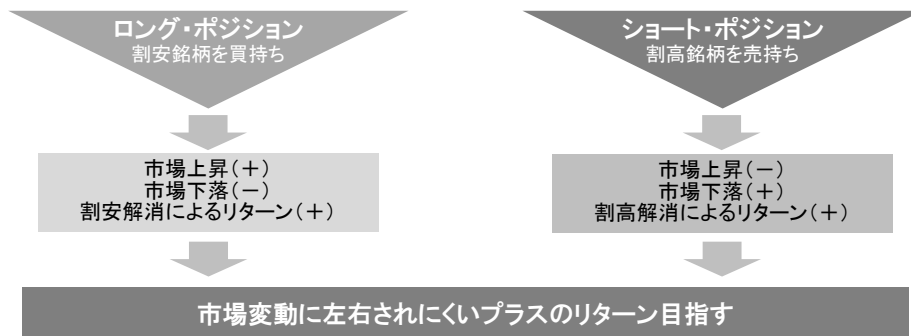 ロング・ポジション
割安銘柄を買持ち
市場上昇(+)
市場下落(-)
割安解消によるリターン(+)
ショート・ポジション
割高銘柄を売持ち
市場上昇(-)
市場下落(+)
割高解消によるリターン(+)
市場変動に左右されにくいプラスのリターン目指す